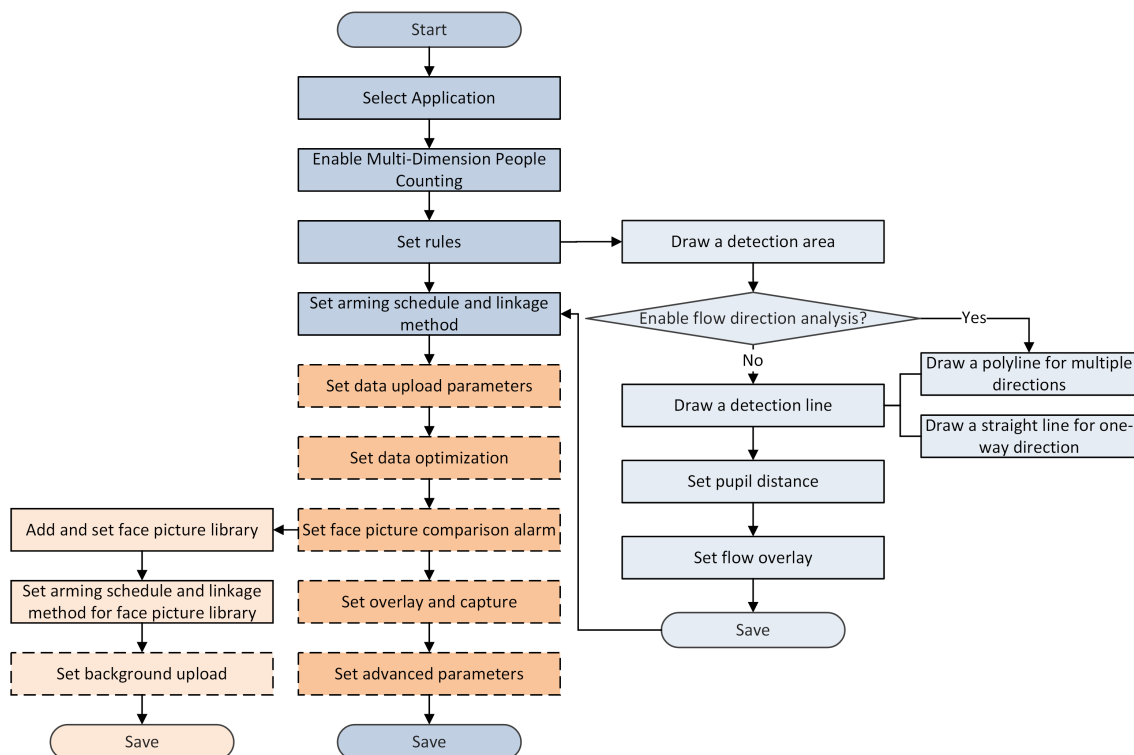 Start
Select Application
Enable Multi-Dimension People
Counting
Set rules
Draw a detection area
Set arming schedule and linkage
method
Enable flow direction analysis?
Yes
No
Draw a polyline for multiple
directions
Set data upload parameters
Draw a detection line
Draw a straight line for one-
way direction
Set data optimization
Set pupil distance
Add and set face picture library
Set face picture comparison alarm
Set flow overlay
Set arming schedule and linkage
method for face picture library
Set overlay and capture
Save
Set background upload
Set advanced parameters
Save
Save